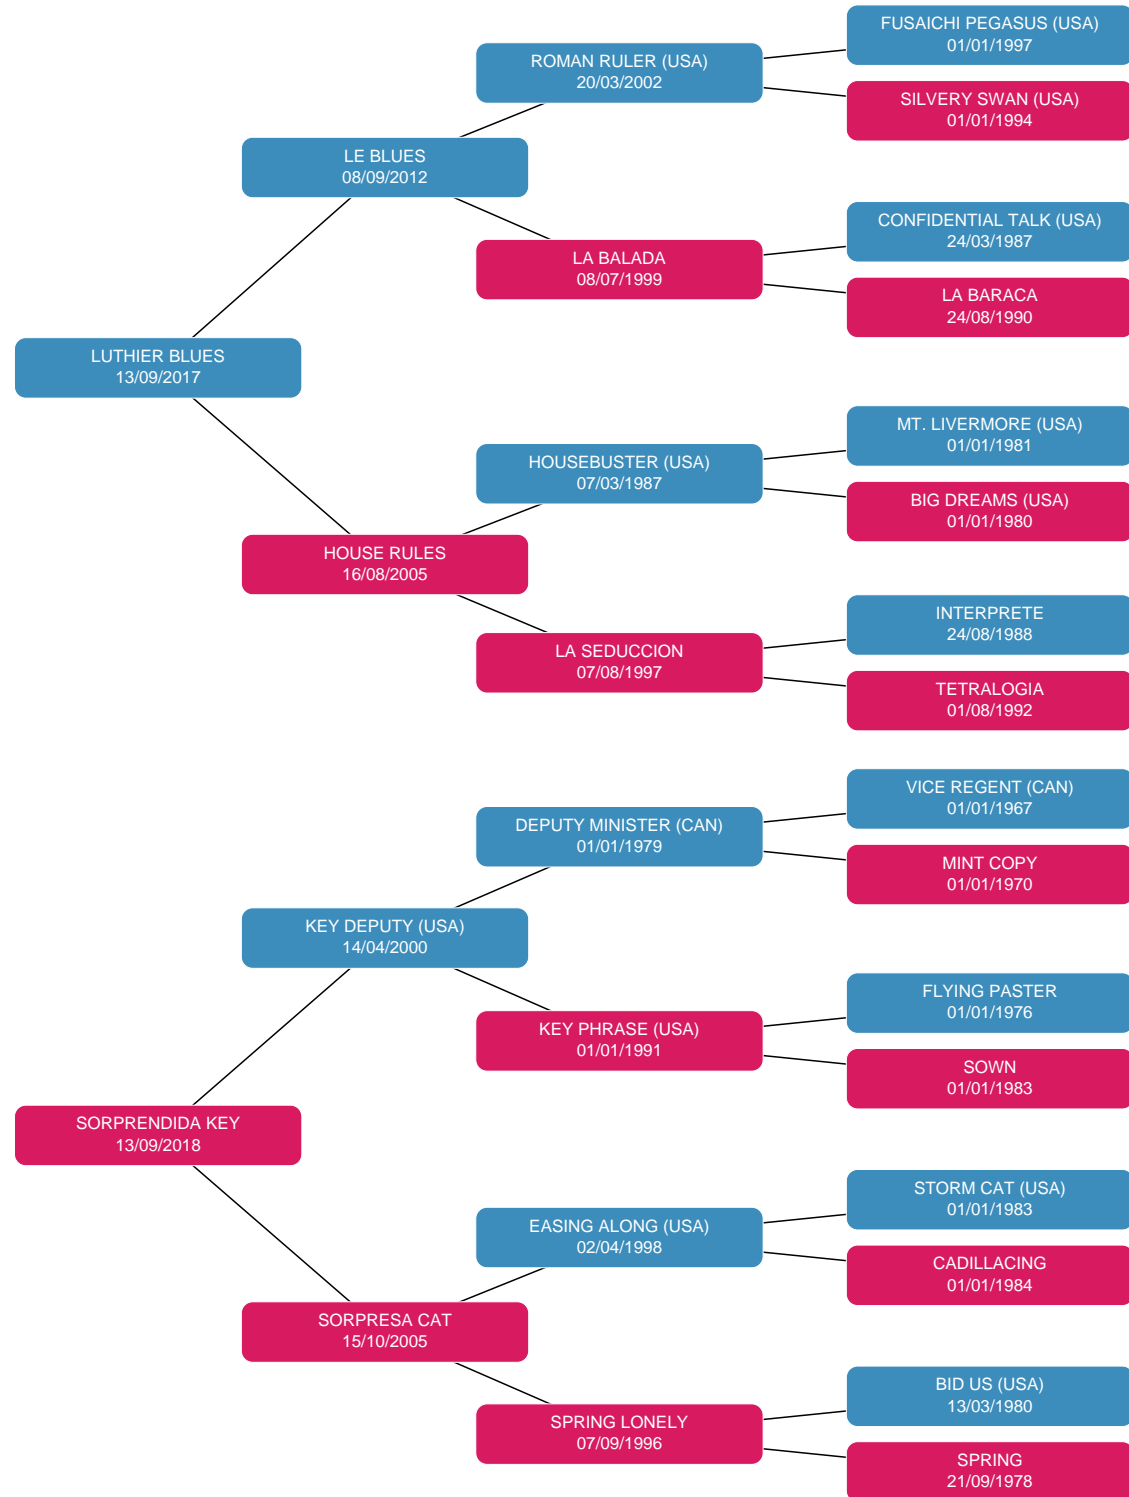 FUSAICHI PEGASUS (USA)
01/01/1997
ROMAN RULER (USA)
20/03/2002
SILVERY SWAN (USA)
01/01/1994
LE BLUES
08/09/2012
CONFIDENTIAL TALK (USA)
24/03/1987
LA BALADA
08/07/1999
LA BARACA
24/08/1990
LUTHIER BLUES
13/09/2017
MT. LIVERMORE (USA)
01/01/1981
HOUSEBUSTER (USA)
07/03/1987
BIG DREAMS (USA)
01/01/1980
HOUSE RULES
16/08/2005
INTERPRETE
24/08/1988
LA SEDUCCION
07/08/1997
TETRALOGIA
01/08/1992
VICE REGENT (CAN)
01/01/1967
DEPUTY MINISTER (CAN)
01/01/1979
MINT COPY
01/01/1970
KEY DEPUTY (USA)
14/04/2000
FLYING PASTER
01/01/1976
KEY PHRASE (USA)
01/01/1991
SOWN
01/01/1983
SORPRENDIDA KEY
13/09/2018
STORM CAT (USA)
01/01/1983
EASING ALONG (USA)
02/04/1998
CADILLACING
01/01/1984
SORPRESA CAT
15/10/2005
BID US (USA)
13/03/1980
SPRING LONELY
07/09/1996
SPRING
21/09/1978